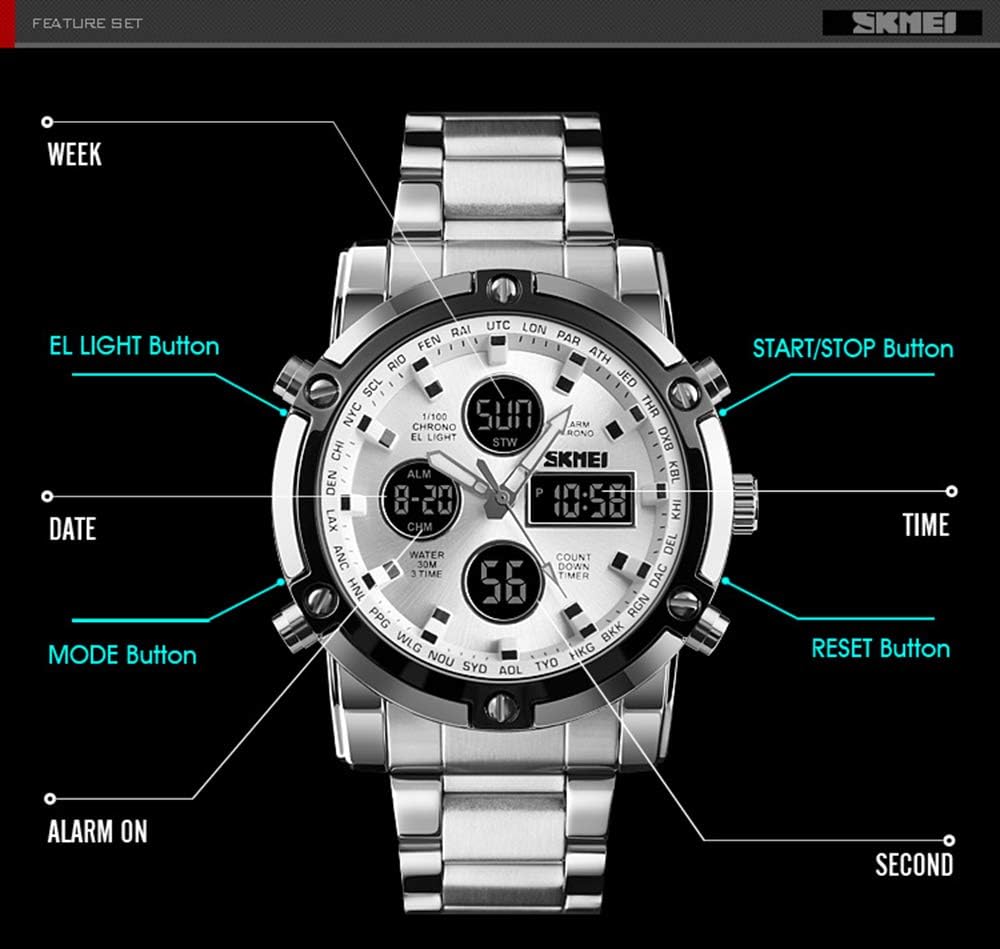 FEATURE SET
SKMEI
WEEK
EL LIGHT Button
START/STOP Button
DATE
TIME
MODE Button
RESET Button
ALARM ON
SECOND
UTC LON PAR ATH JED THR DXB KBL KHI DEL DAC RGN BKK HKG TYO AOL SYD NOU WLG PPG HNL ANC LAX DEN CHI NYC SCL RIO FEN RAI
SUN
STW
1/100
CHRONO
EL LIGHT
SKMEI
ALM
8-20
CHM
P 10:58
WATER
30M
3 TIME
COUNT
DOWN
TIMER
56